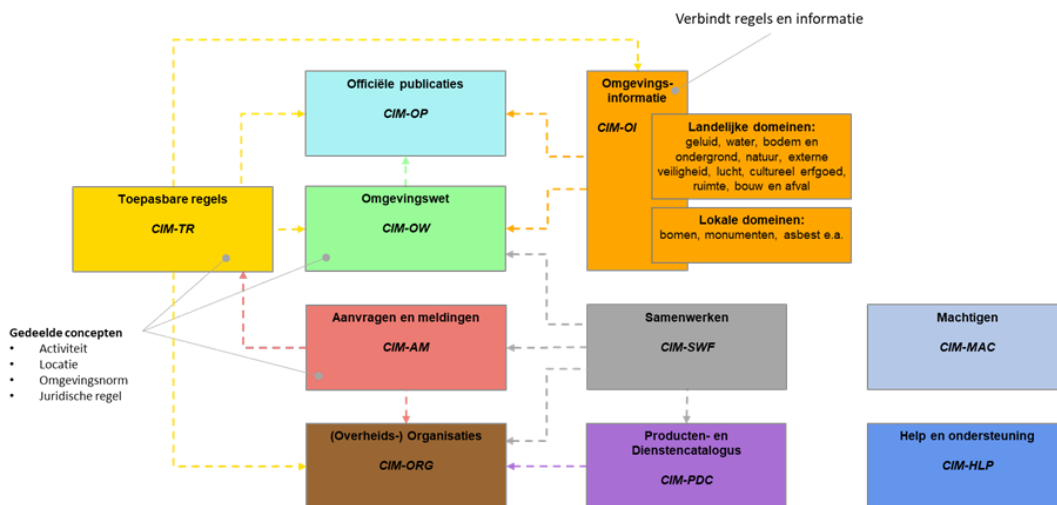 Verbindt regels en informatie
Officiële publicaties
CIM-OP
Omgevings-
informatie
CIM-OI
Landelijke domeinen:
geluid, water, bodem en
ondergrond, natuur, externe
veiligheid, lucht, cultureel erfgoed,
ruimte, bouw en afval
Lokale domeinen:
bomen, monumenten, asbest e.a.
Toepasbare regels
CIM-TR
Omgevingswet
CIM-OW
Gedeelde concepten
• Activiteit
• Locatie
• Omgevingsnorm
• Juridische regel
Aanvragen en meldingen
CIM-AM
Samenwerken
CIM-SWF
Machtigen
CIM-MAC
(Overheids-) Organisaties
CIM-ORG
Producten- en
Dienstencatalogus
CIM-PDC
Help en ondersteuning
CIM-HLP